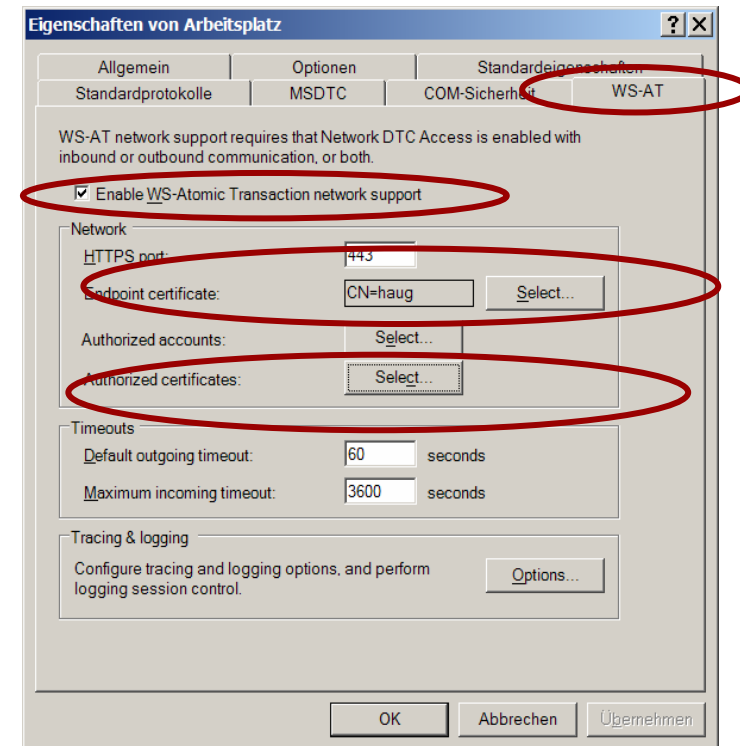 Eigenschaften von Arbeitsplatz
Allgemein Optionen Standardeigenschaften
Standardprotokolle MSDTC COM-Sicherheit WS-AT
WS-AT network support requires that Network DTC Access is enabled with
inbound or outbound communication, or both.
Enable WS-Atomic Transaction network support
Network
HTTPS port: 443
Endpoint certificate: CN=haug Select...
Authorized accounts: Select...
Authorized certificates: Select...
Timeouts
Default outgoing timeout: 60 seconds
Maximum incoming timeout: 3600 seconds
Tracing & logging
Configure tracing and logging options, and perform
logging session control.
Options...
OK Abbrechen Übernehmen